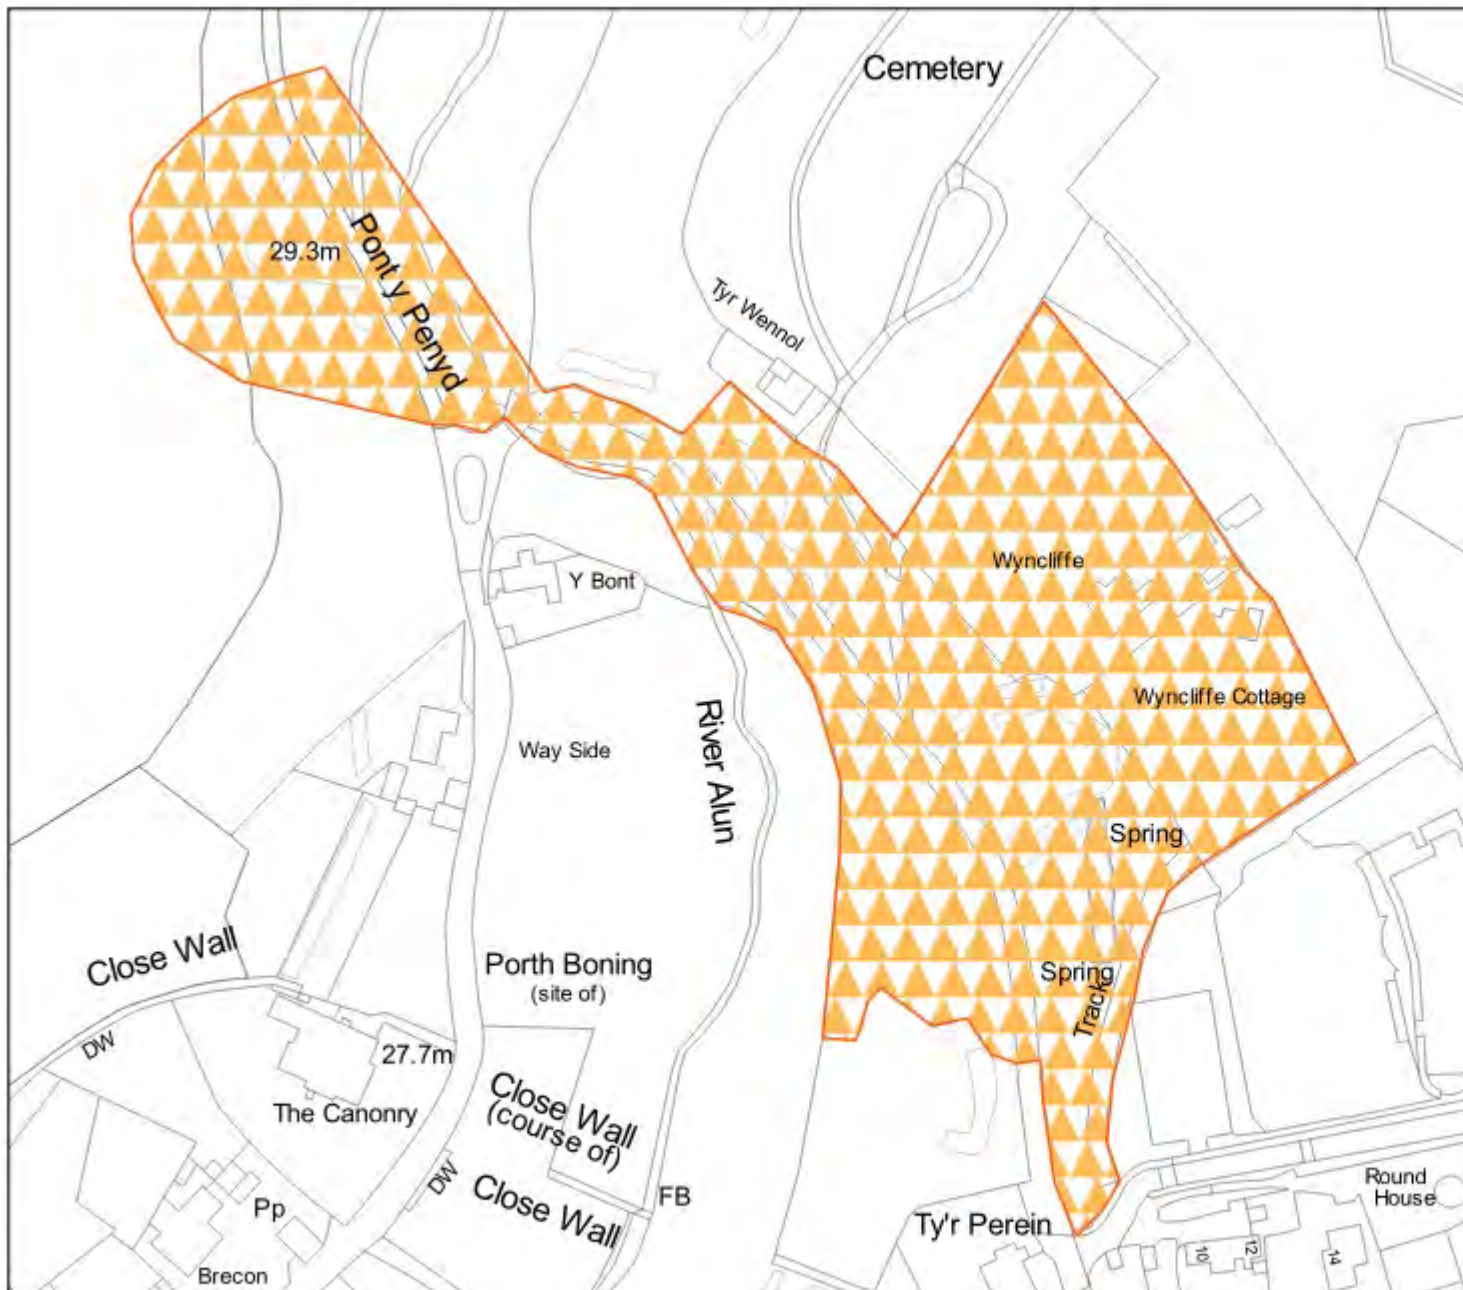 Cemetery
Pont y Penyd
29.3m
Tyr Wennol
Wyncliffe
Y Bont
Wyncliffe Cottage
River Alun
Way Side
Spring
Close Wall
Porth Boning
(site of)
Spring
Track
DW
27.7m
The Canonry
Close Wall
(course of)
DW
Close Wall
FB
Pp
Brecon
Ty'r Perein
Round
House
10
12
14